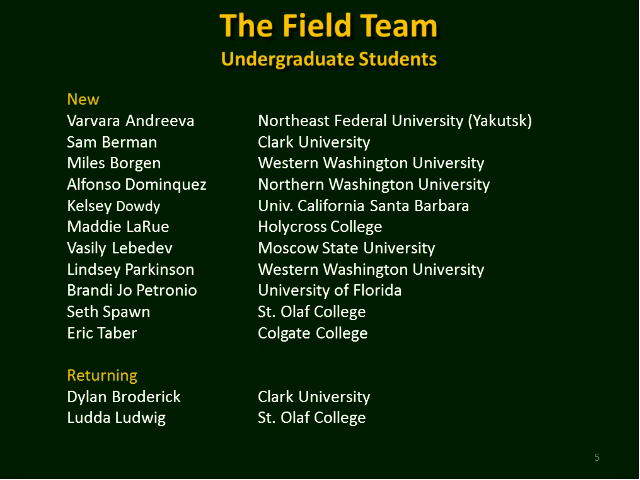 The Field Team
Undergraduate Students
New
Varvara Andreeva Northeast Federal University (Yakutsk)
Sam Berman Clark University
Miles Borgen Western Washington University
Alfonso Dominquez Northern Washington University
Kelsey Dowdy Univ. California Santa Barbara
Maddie LaRue Holycross College
Vasily Lebedev Moscow State University
Lindsey Parkinson Western Washington University
Brandi Jo Petronio University of Florida
Seth Spawn St. Olaf College
Eric Taber Colgate College
Returning
Dylan Broderick Clark University
Ludda Ludwig St. Olaf College
5